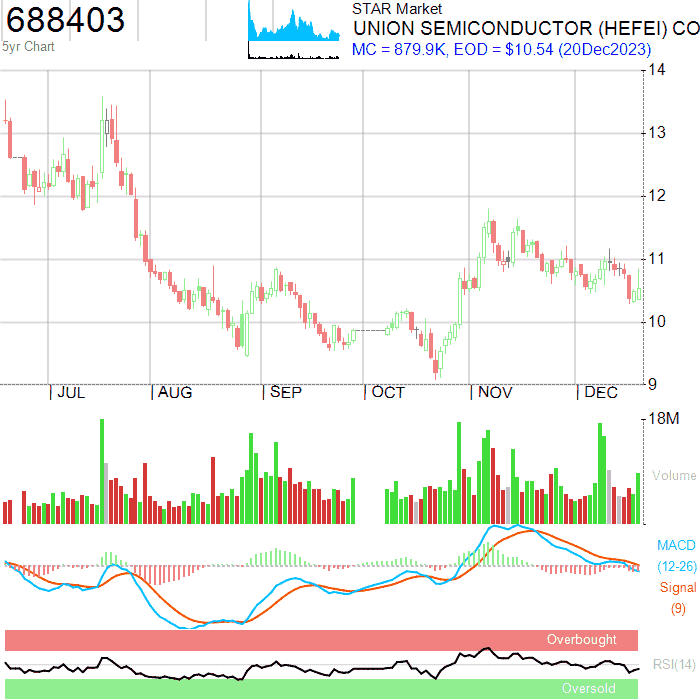 688403
5yr Chart
STAR Market
UNION SEMICONDUCTOR (HEFEI) CO
MC = 879.9K, EOD = $10.54 (20Dec2023)
14
13
12
11
10
9
JUL AUG SEP OCT NOV DEC
18M
Volume
MACD
(12-26)
Signal
(9)
Overbought
RSI(14)
Oversold